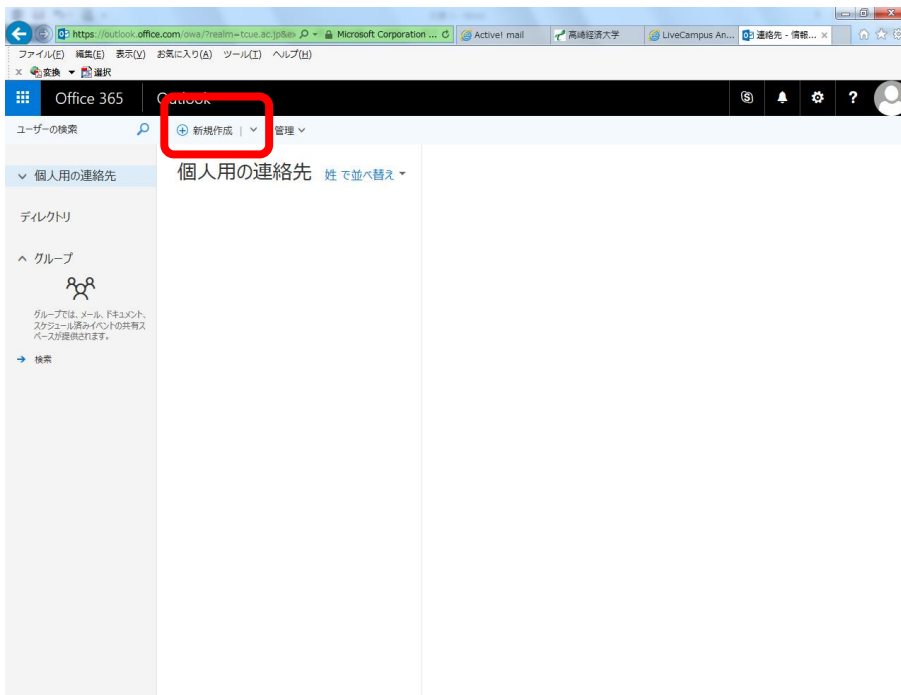 https://outlook.office.com/owa/?realm=tcue.ac.jp&ex
Microsoft Corporation ...
Active! mail
高崎経済大学
LiveCampus An...
連絡先 - 情報... ×
ファイル(F) 編集(E) 表示(V) お気に入り(A) ツール(T) ヘルプ(H)
x 変換 選択
Office 365
Outlook
?
ユーザーの検索
新規作成 |
管理
個人用の連絡先
個人用の連絡先 姓 で並べ替え
ディレクトリ
グループ
グループでは、メール、ドキュメント、
スケジュール済みイベントの共有ス
ペースが提供されます。
検索